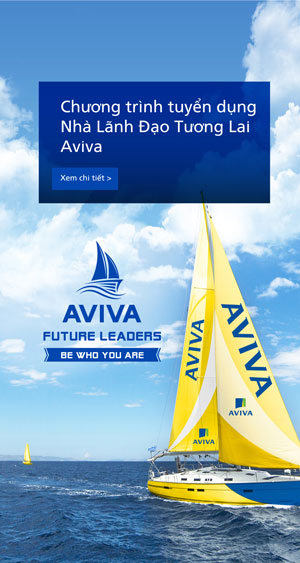 Chương trình tuyển dụng
Nhà Lãnh Đạo Tương Lai
Aviva
Xem chi tiết >
AVIVA
FUTURE LEADERS
BE WHO YOU ARE
AVIVA
AVIVA
AVIVA
AVIVA